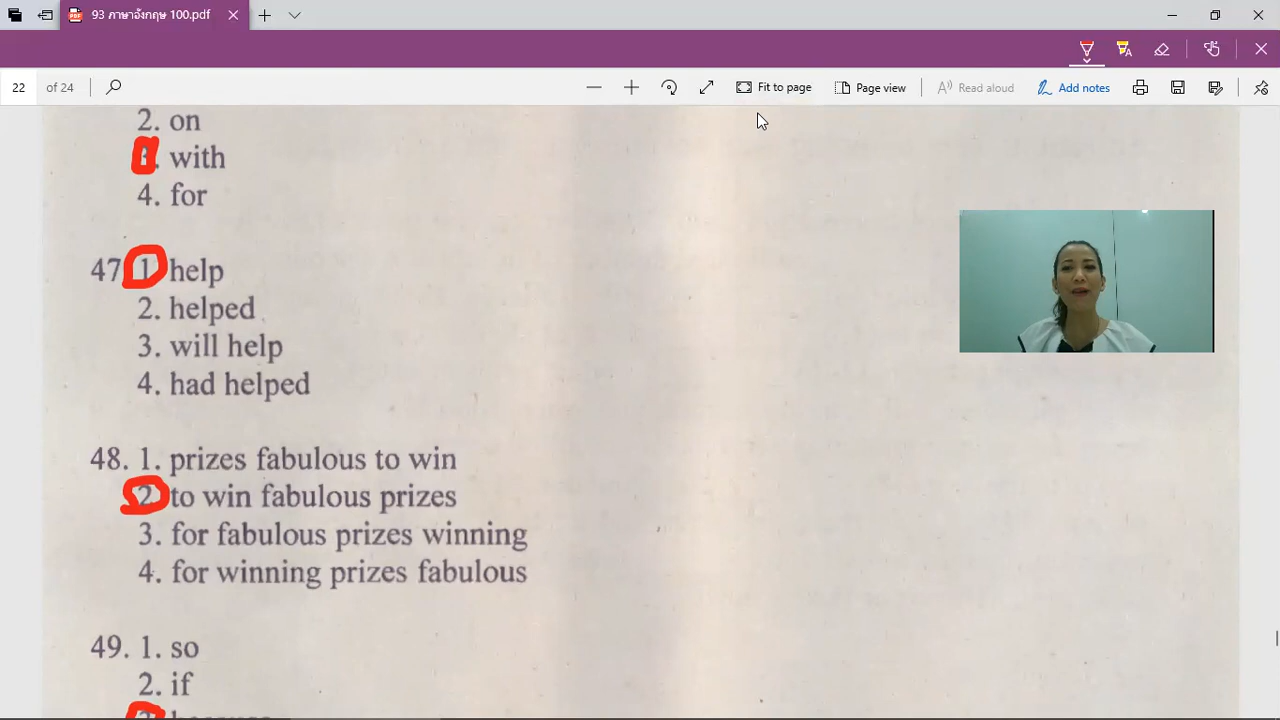 93 ภาษาอังกฤษ 100.pdf
22 of 24
Fit to page
Page view
Read aloud
Add notes
2. on
3. with
4. for
47. 1. help
2. helped
3. will help
4. had helped
48. 1. prizes fabulous to win
2. to win fabulous prizes
3. for fabulous prizes winning
4. for winning prizes fabulous
49. 1. so
2. if